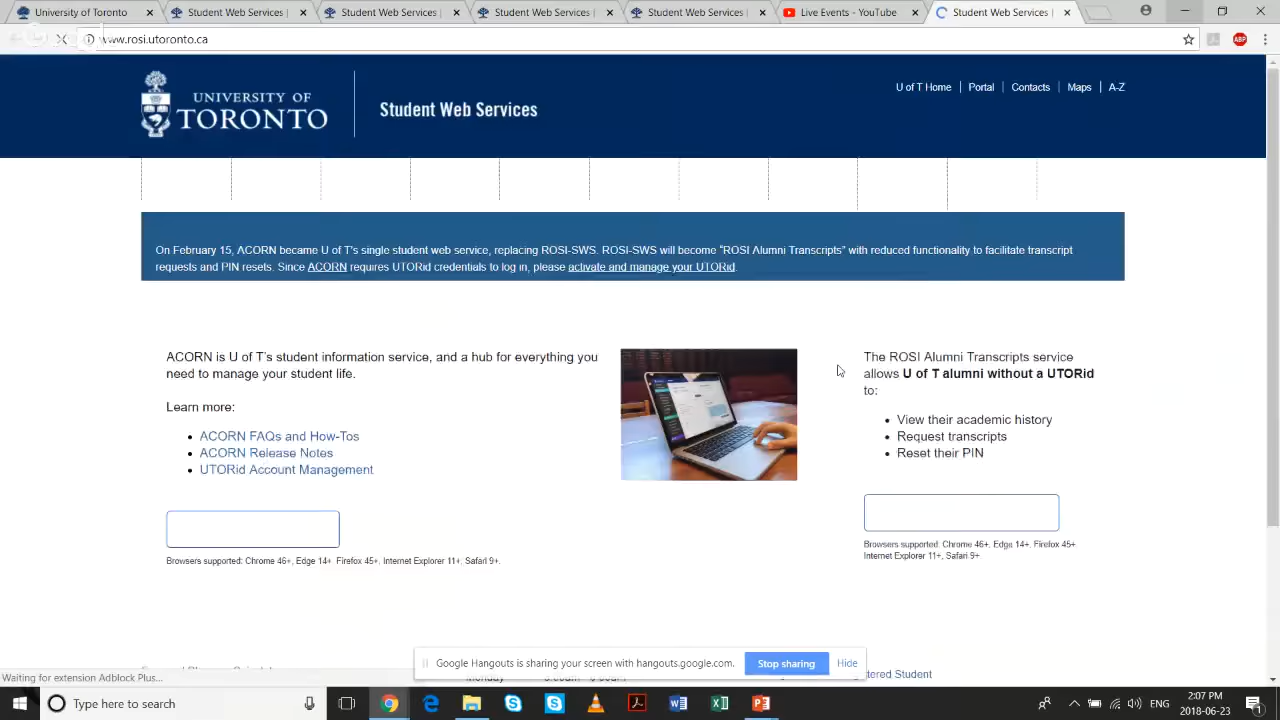 University of Toronto
Student Web Services |
Student Web Services |
Student Web Services |
Student Web Services |
Live Events - YouTube
Student Web Services |
www.rosi.utoronto.ca
UNIVERSITY OF
TORONTO
Student Web Services
U of T Home
Portal
Contacts
Maps
A-Z
On February 15, ACORN became U of T's single student web service, replacing ROSI-SWS. ROSI-SWS will become “ROSI Alumni Transcripts” with reduced functionality to facilitate transcript
requests and PIN resets. Since ACORN requires UTORid credentials to log in, please activate and manage your UTORid.
ACORN is U of T's student information service, and a hub for everything you
need to manage your student life.
Learn more:
ACORN FAQs and How-Tos
ACORN Release Notes
UTORid Account Management
Browsers supported: Chrome 46+, Edge 14+ Firefox 45+, Internet Explorer 11+, Safari 9+.
The ROSI Alumni Transcripts service
allows U of T alumni without a UTORid
to:
View their academic history
Request transcripts
Reset their PIN
Browsers supported: Chrome 46+, Edge 14+, Firefox 45+
Internet Explorer 11+, Safari 9+
Google Hangouts is sharing your screen with hangouts.google.com.
Stop sharing
Hide
Monday
Student
Waiting for extension Adblock Plus...
Type here to search
ENG
2:07 PM
2018-06-23